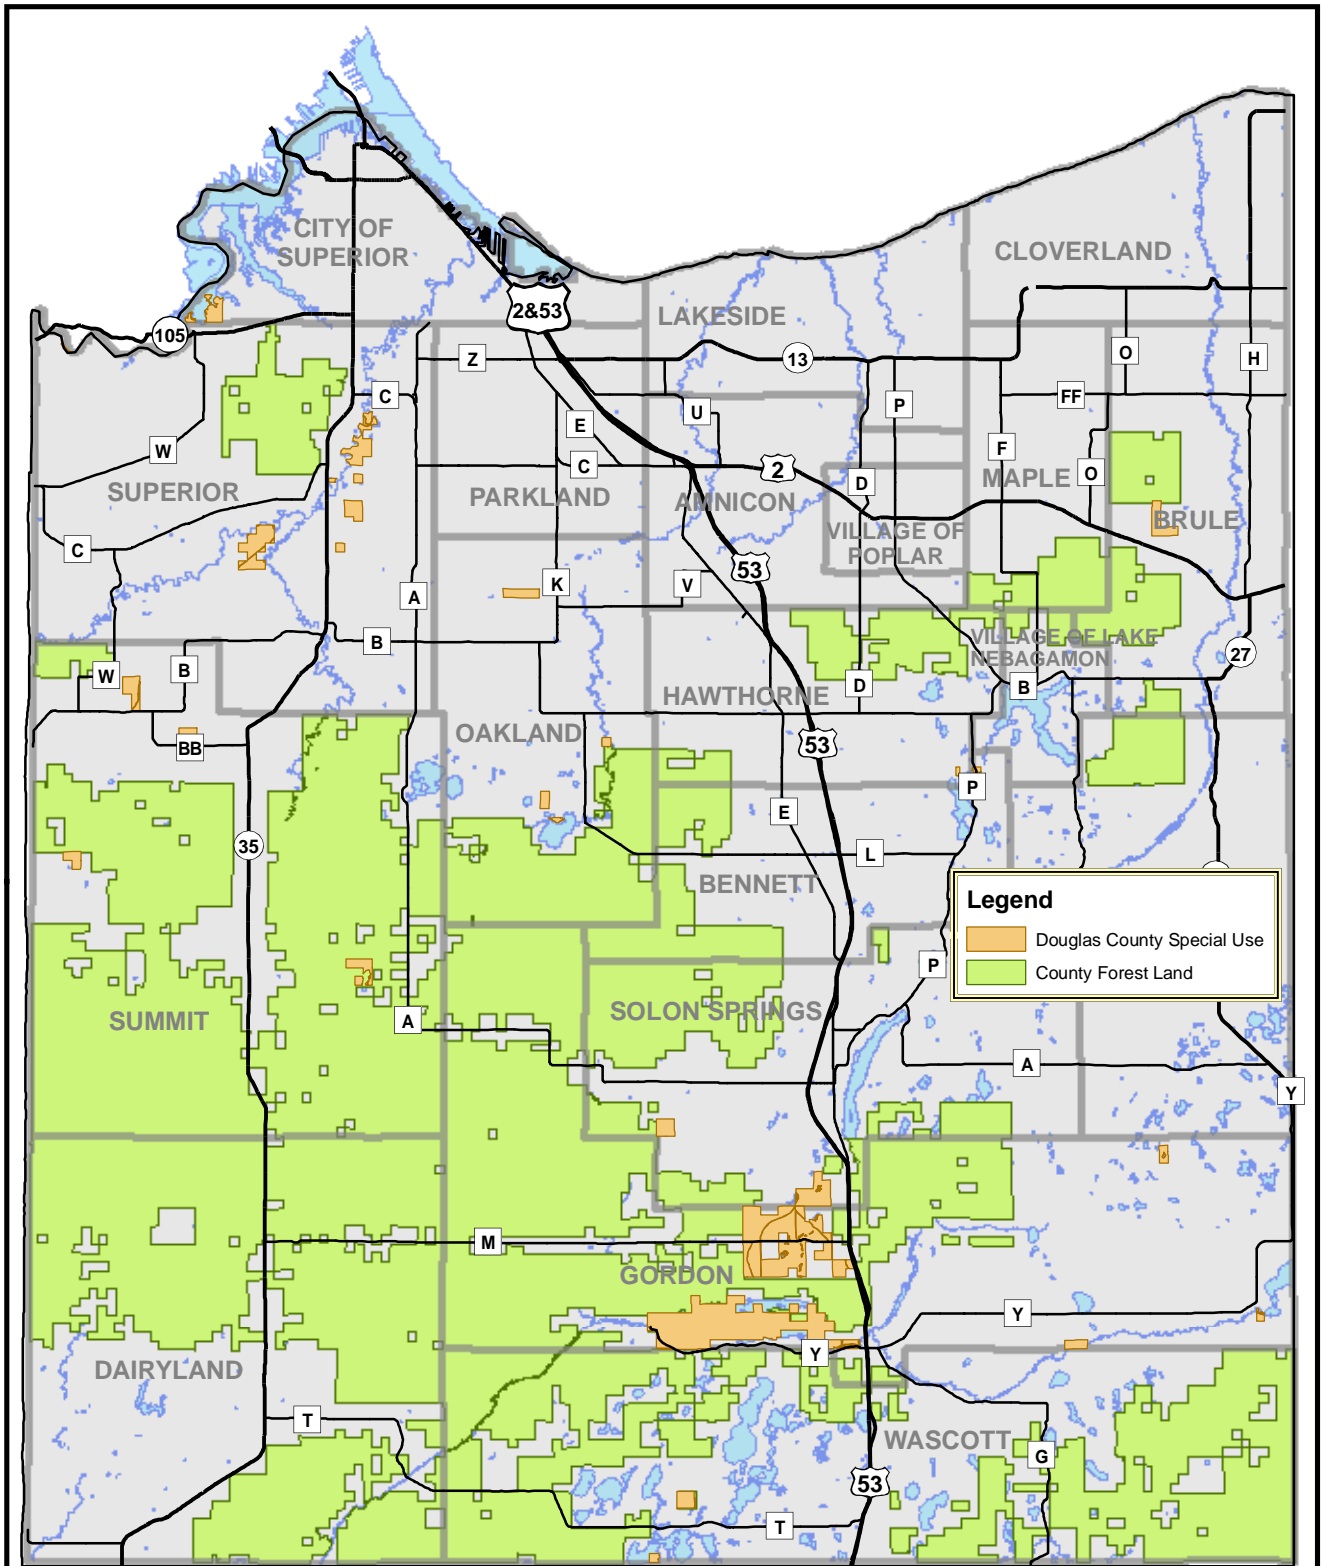 CITY OF
SUPERIOR
CLOVERLAND
2&53
LAKESIDE
105
Z
13
O
H
C
FF
P
U
E
W
F
C
2
D
O
MAPLE
SUPERIOR
PARKLAND
AMNICON
BRULE
VILLAGE OF
POPLAR
C
53
K
V
A
B
VILLAGE OF LAKE
NEBAGAMON
27
B
W
D
B
HAWTHORNE
OAKLAND
BB
53
P
E
35
L
BENNETT
Legend
Douglas County Special Use
County Forest Land
P
SOLON SPRINGS
SUMMIT
A
A
Y
M
GORDON
Y
Y
DAIRYLAND
T
WASCOTT
G
53
T